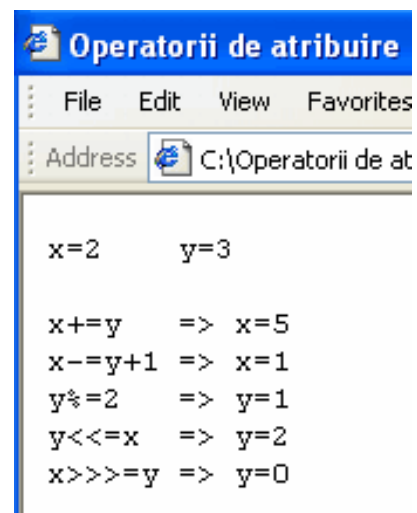 Operatorii de atribuire
File Edit View Favorites
Address C:\Operatorii de at
x=2 y=3
x+=y => x=5
x-=y+1 => x=1
y%=2 => y=1
y<<=x => y=2
x>>>=y => y=0